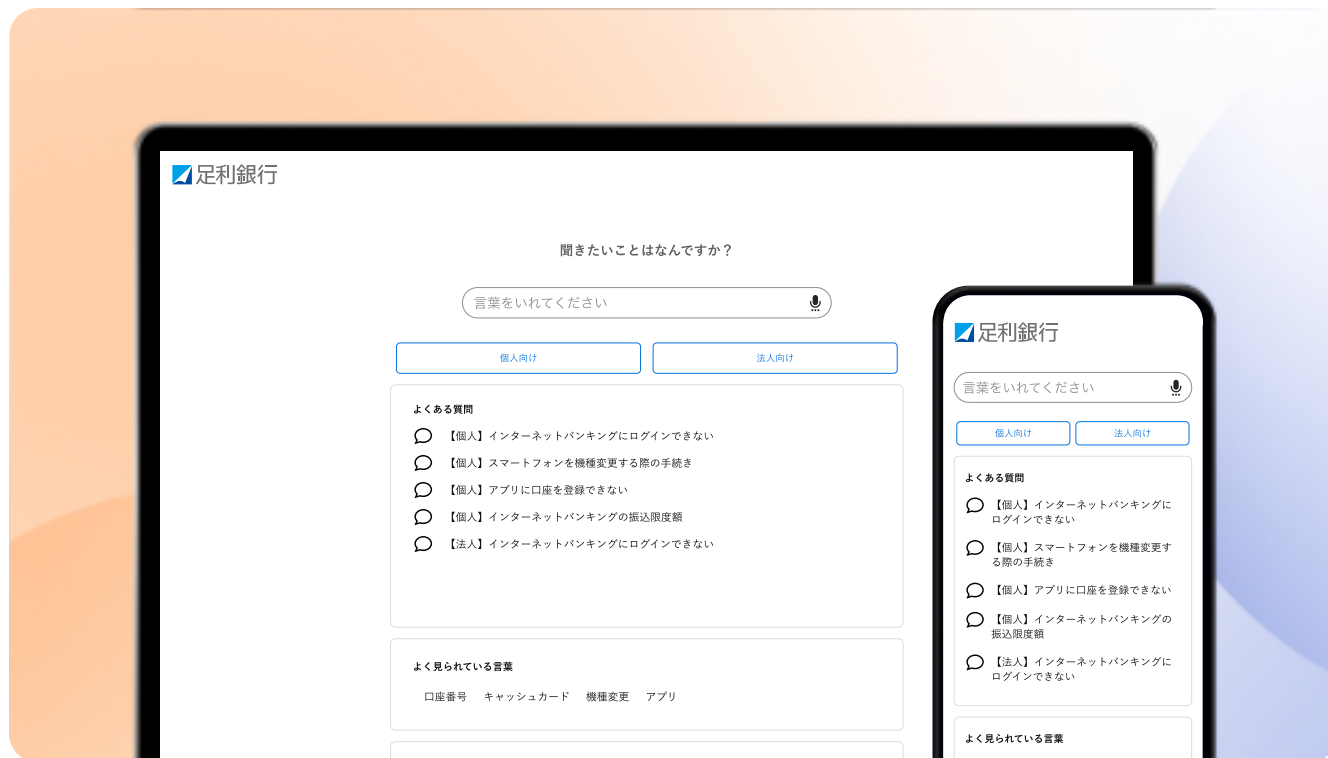 足利銀行
聞きたいことはなんですか？
言葉をいれてください
個人向け
法人向け
よくある質問
【個人】インターネットバンキングにログインできない
【個人】スマートフォンを機種変更する際の手続き
【個人】アプリに口座を登録できない
【個人】インターネットバンキングの振込限度額
【法人】インターネットバンキングにログインできない
よく見られている言葉
口座番号 キャッシュカード 機種変更 アプリ
足利銀行
言葉をいれてください
個人向け
法人向け
よくある質問
【個人】インターネットバンキングに
ログインできない
【個人】スマートフォンを機種変更す
る際の手続き
【個人】アプリに口座を登録できない
【個人】インターネットバンキングの
振込限度額
【法人】インターネットバンキングに
ログインできない
よく見られている言葉